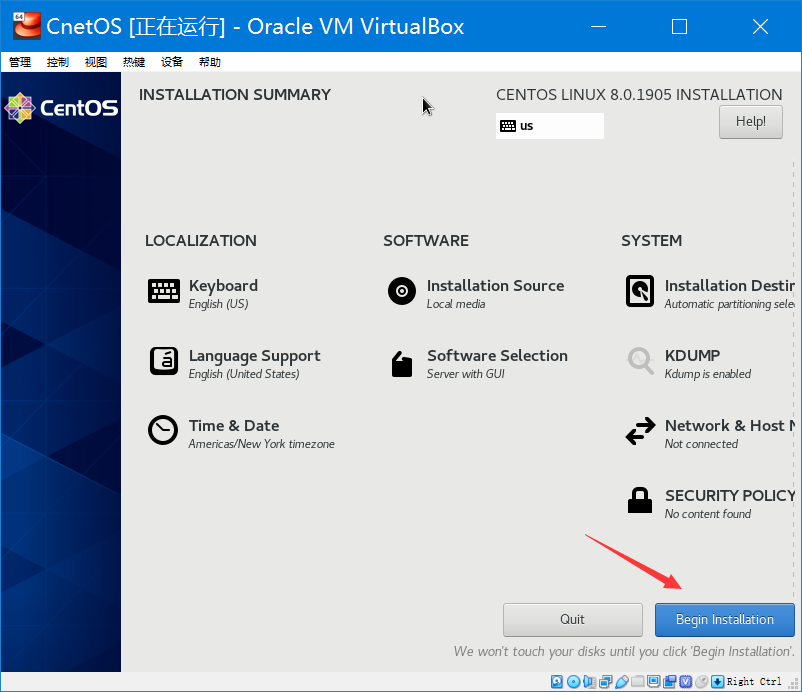 CnetOS [正在运行] - Oracle VM VirtualBox
管理 控制 视图 热键 设备 帮助
CentOS
INSTALLATION SUMMARY
CENTOS LINUX 8.0.1905 INSTALLATION
us
Help!
LOCALIZATION
Keyboard
English (US)
Language Support
English (United States)
Time & Date
Americas/New York timezone
SOFTWARE
Installation Source
Local media
Software Selection
Server with GUI
SYSTEM
Installation Destin
Automatic partitioning sele
KDUMP
Kdump is enabled
Network & Host N
Not connected
SECURITY POLICY
No content found
Quit
Begin Installation
We won't touch your disks until you click 'Begin Installation'.
Right Ctrl